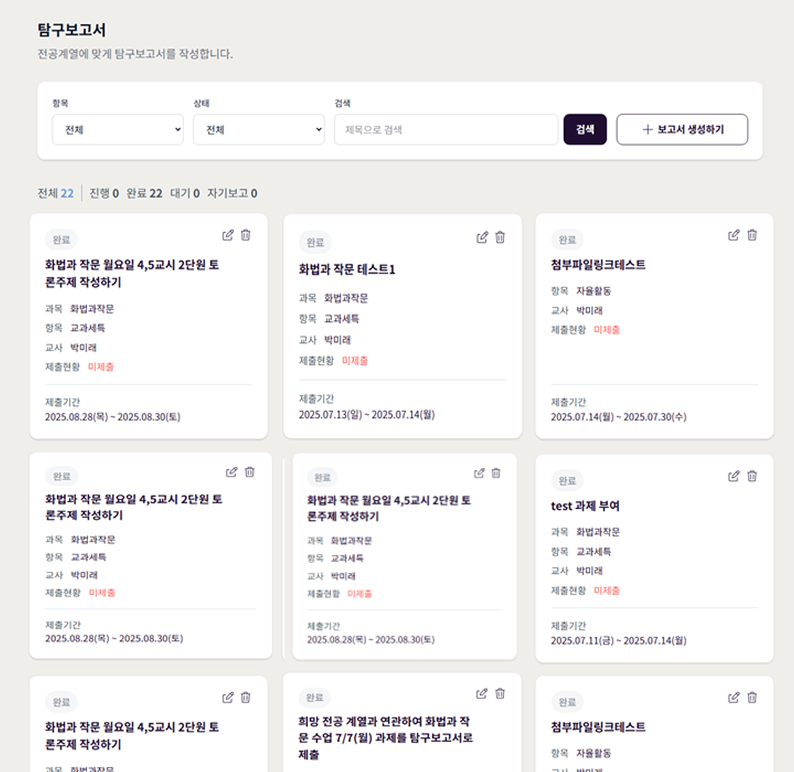 탐구보고서
전공계열에 맞게 탐구보고서를 작성합니다.
항목
상태
검색
전체
전체
제목으로 검색
검색
+ 보고서 생성하기
전체 22 | 진행 0 완료 22 대기 0 자기보고 0
완료
화법과 작문 월요일 4,5교시 2단원 토
론주제 작성하기
과목 화법과작문
항목 교과세특
교사 박미래
제출현황 미제출
제출기간
2025.08.28(목) ~ 2025.08.30(토)
완료
화법과 작문 테스트1
과목 화법과작문
항목 교과세특
교사 박미래
제출현황 미제출
제출기간
2025.07.13(일) ~ 2025.07.14(월)
완료
첨부파일링크테스트
항목 자율활동
교사 박미래
제출현황 미제출
제출기간
2025.07.14(월) ~ 2025.07.30(수)
완료
화법과 작문 월요일 4,5교시 2단원 토
론주제 작성하기
과목 화법과작문
항목 교과세특
교사 박미래
제출현황 미제출
제출기간
2025.08.28(목) ~ 2025.08.30(토)
완료
화법과 작문 월요일 4,5교시 2단원 토
론주제 작성하기
과목 화법과작문
항목 교과세특
교사 박미래
제출현황 미제출
제출기간
2025.08.28(목) ~ 2025.08.30(토)
완료
test 과제 부여
과목 화법과작문
항목 교과세특
교사 박미래
제출현황 미제출
제출기간
2025.07.11(금) ~ 2025.07.14(월)
완료
화법과 작문 월요일 4,5교시 2단원 토
론주제 작성하기
과목 화법과작문
완료
희망 전공 계열과 연관하여 화법과 작
문 수업 7/7(월) 과제를 탐구보고서로
제출
완료
첨부파일링크테스트
항목 자율활동